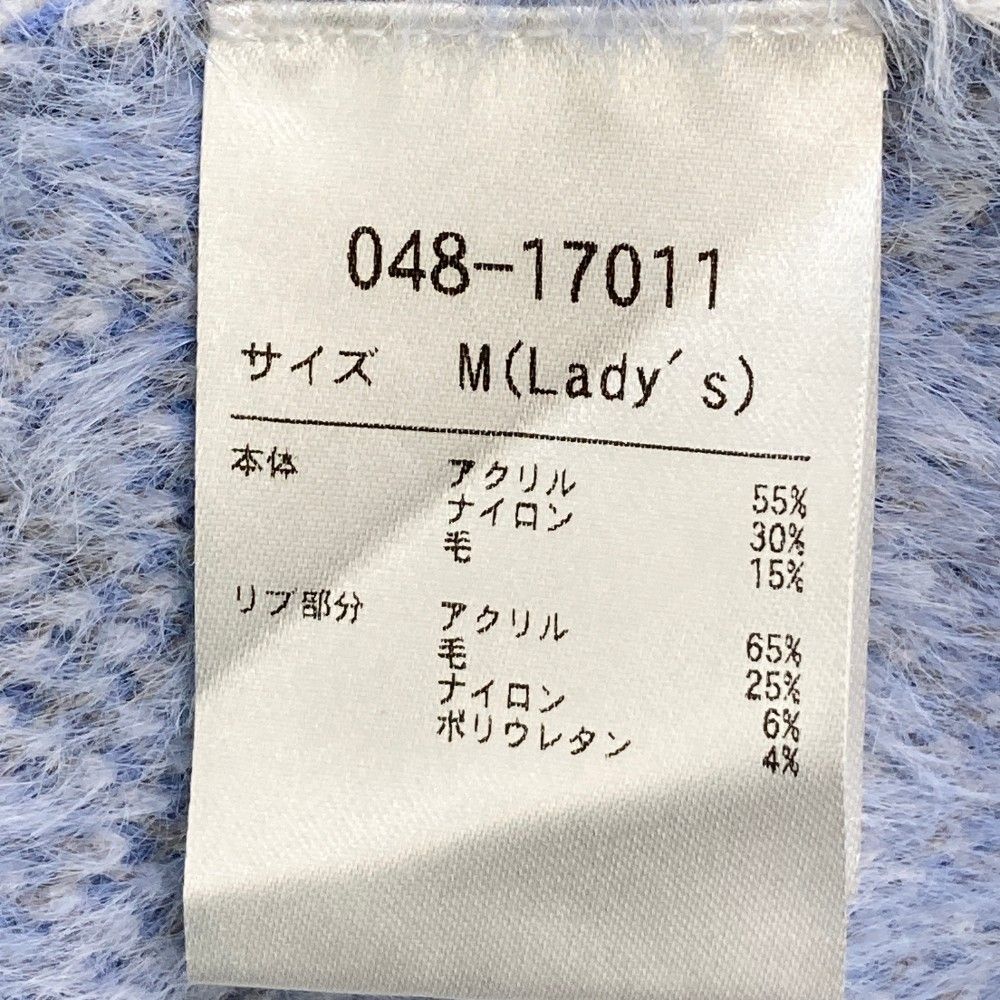 048-17011
サイズ M(Lady's)
本体 アクリル 55%
ナイロン 30%
毛 15%
リブ部分 アクリル 65%
毛 25%
ナイロン 6%
ポリウレタン 4%